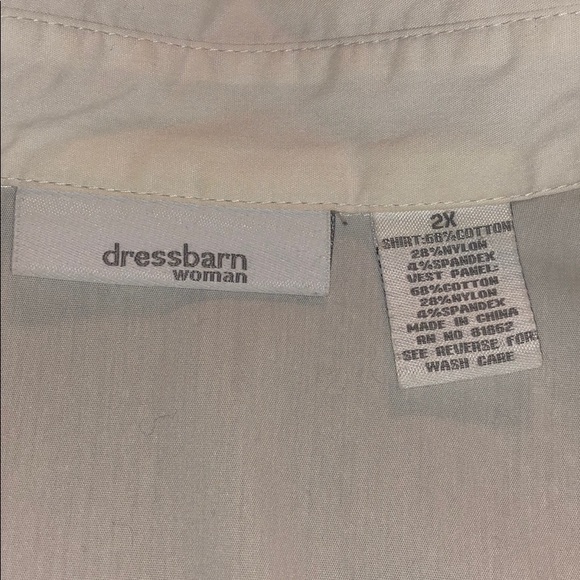 dressbarn
woman
2X
SHIRT:68%COTTON
28%NYLON
4%SPANDEX
VEST PANEL:
68%COTTON
28%NYLON
4%SPANDEX
MADE IN CHINA
RN NO 81862
SEE REVERSE FOR
WASH CARE